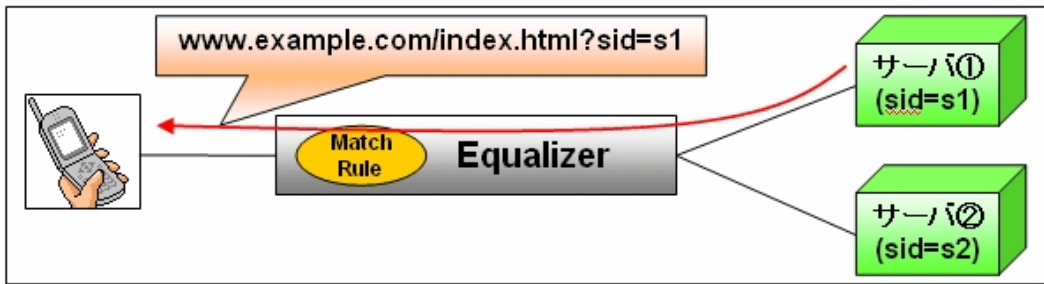 www.example.com/index.html?sid=s1
サーバ①
(sid=s1)
Match
Rule
Equalizer
サーバ②
(sid=s2)